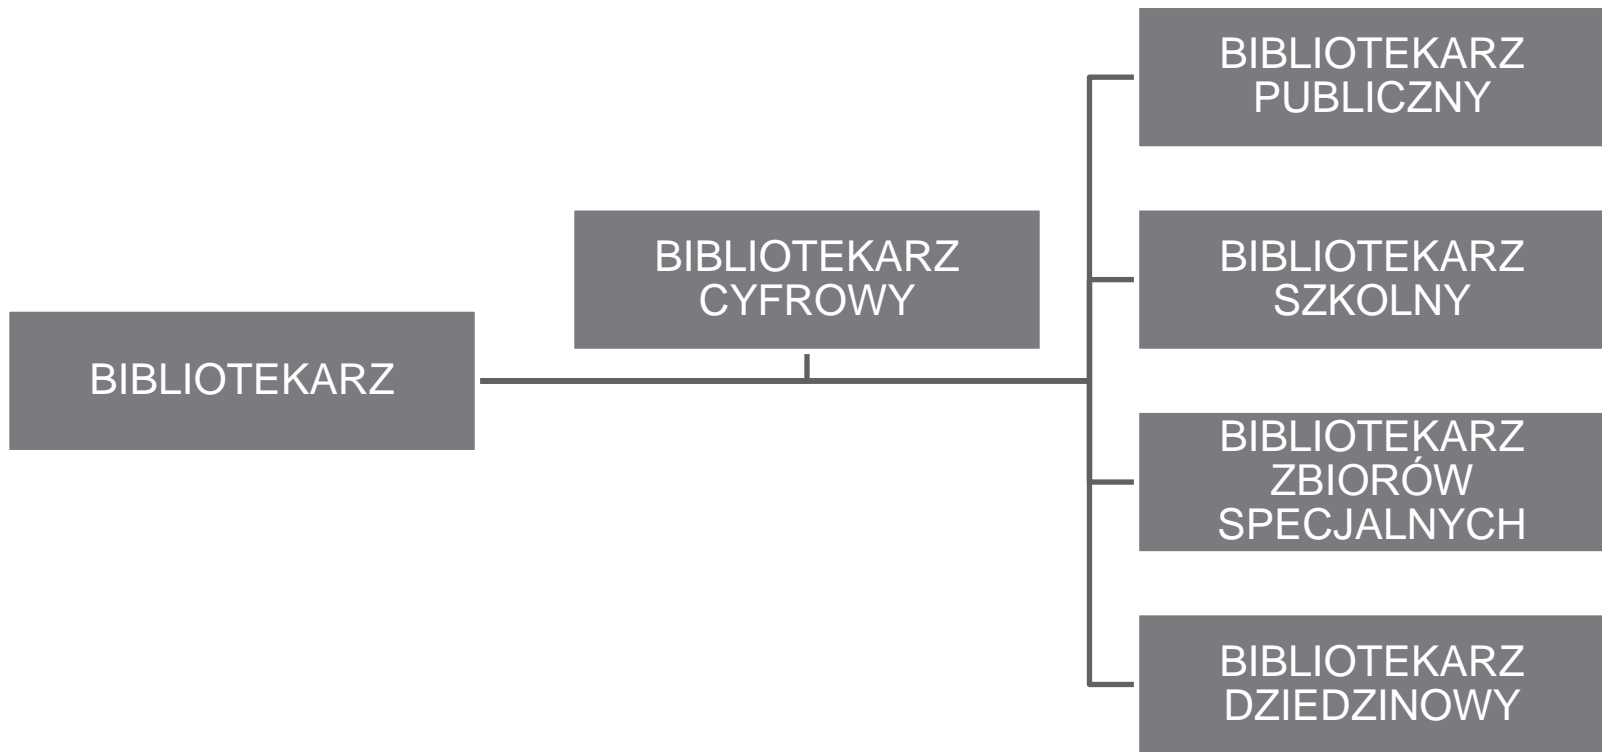 BIBLIOTEKARZ
BIBLIOTEKARZ
CYFROWY
BIBLIOTEKARZ
PUBLICZNY
BIBLIOTEKARZ
SZKOLNY
BIBLIOTEKARZ
ZBIORÓW
SPECJALNYCH
BIBLIOTEKARZ
DZIEDZINOWY